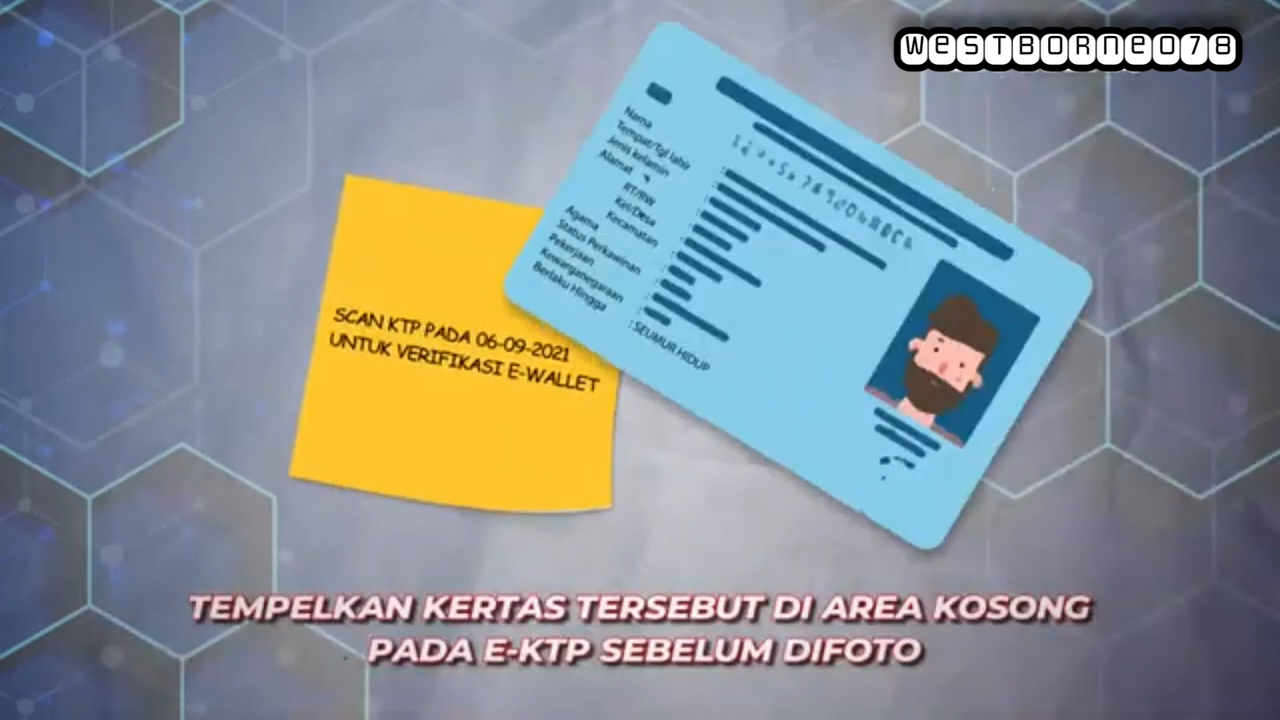 WESTBORNEO78
Nama
Tempat/Tgl lahir
Jenis kelamin
Alamat
RT/RW
Kel/Desa
Kecamatan
Agama
Status Perkawinan
Pekerjaan
Kewarganegaraan
Berlaku Hingga
: SEUMUR HIDUP
SCAN KTP PADA 06-09-2021
UNTUK VERIFIKASI E-WALLET
TEMPELKAN KERTAS TERSEBUT DI AREA KOSONG
PADA E-KTP SEBELUM DIFOTO